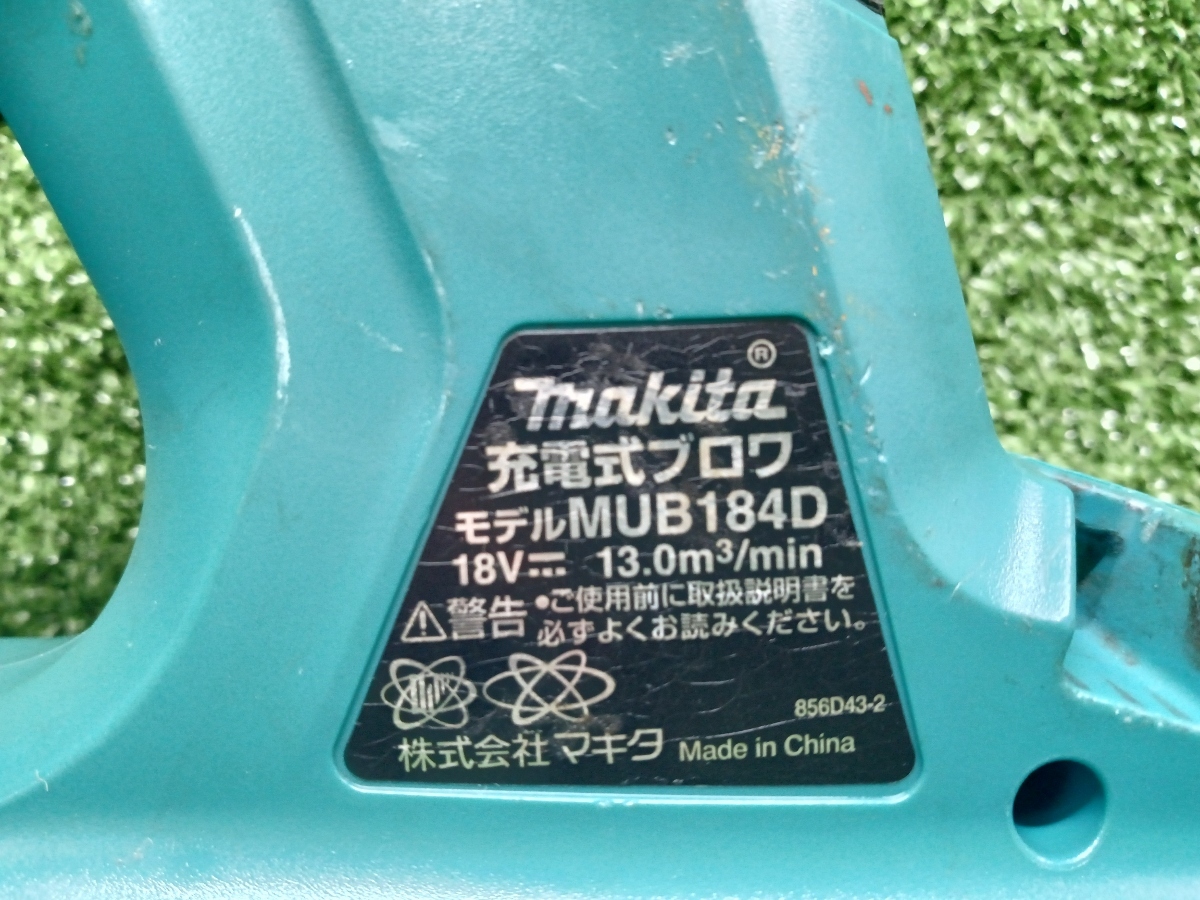 ®
makita
充電式ブロワ
モデルMUB184D
18V⎓ 13.0m³/min
⚠警告 •ご使用前に取扱説明書を
必ずよくお読みください。
856D43-2
株式会社 マキタ Made in China